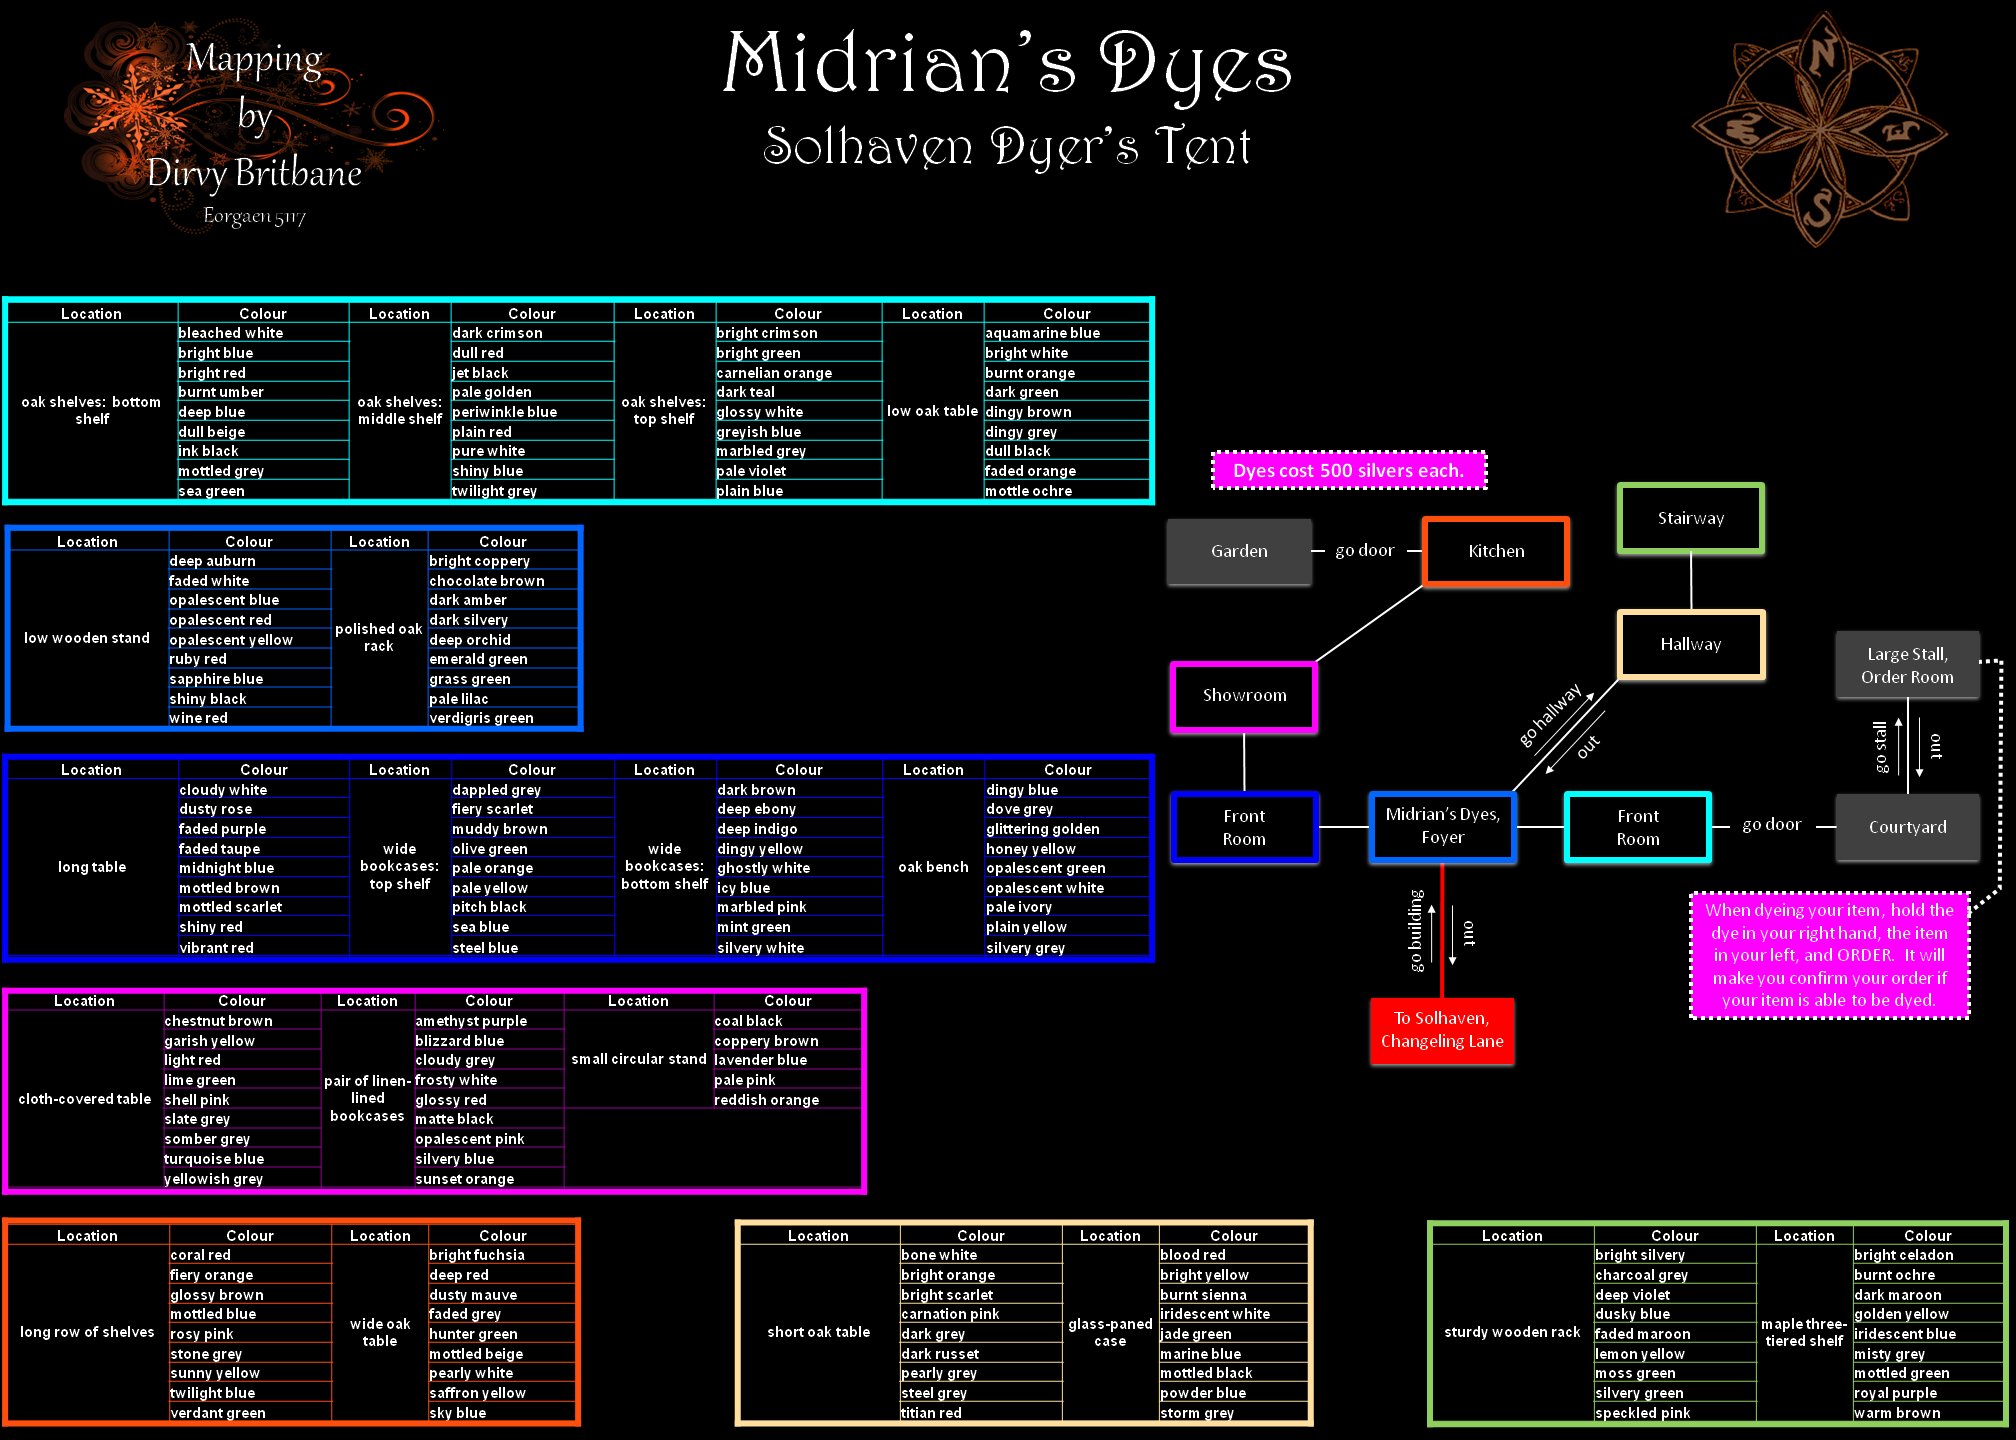 Mapping
by
Dirvy Britbane
Eorgaen 5117
Midrian's Dyes
Solhaven Dyer's Tent
N
E
S
W
Location Colour Location Colour Location Colour Location Colour
oak shelves: bottom shelf
bleached white
bright blue
bright red
burnt umber
deep blue
dull beige
ink black
mottled grey
sea green
oak shelves: middle shelf
dark crimson
dull red
jet black
pale golden
periwinkle blue
plain red
pure white
shiny blue
twilight grey
oak shelves: top shelf
bright crimson
bright green
carnelian orange
dark teal
glossy white
greyish blue
marbled grey
pale violet
plain blue
low oak table
aquamarine blue
bright white
burnt orange
dark green
dingy brown
dingy grey
dull black
faded orange
mottle ochre
Location Colour Location Colour
low wooden stand
deep auburn
faded white
opalescent blue
opalescent red
opalescent yellow
ruby red
sapphire blue
shiny black
wine red
polished oak rack
bright coppery
chocolate brown
dark amber
dark silvery
deep orchid
emerald green
grass green
pale lilac
verdigris green
Location Colour Location Colour Location Colour Location Colour
long table
cloudy white
dusty rose
faded purple
faded taupe
midnight blue
mottled brown
mottled scarlet
shiny red
vibrant red
wide bookcases: top shelf
dappled grey
fiery scarlet
muddy brown
olive green
pale orange
pale yellow
pitch black
sea blue
steel blue
wide bookcases: bottom shelf
dark brown
deep ebony
deep indigo
dingy yellow
ghostly white
icy blue
marbled pink
mint green
silvery white
oak bench
dingy blue
dove grey
glittering golden
honey yellow
opalescent green
opalescent white
pale ivory
plain yellow
silvery grey
Location Colour Location Colour Location Colour
cloth-covered table
chestnut brown
garish yellow
light red
lime green
shell pink
slate grey
somber grey
turquoise blue
yellowish grey
pair of linen-lined bookcases
amethyst purple
blizzard blue
cloudy grey
frosty white
glossy red
matte black
opalescent pink
silvery blue
sunset orange
small circular stand
coal black
coppery brown
lavender blue
pale pink
reddish orange
Location Colour Location Colour
long row of shelves
coral red
fiery orange
glossy brown
mottled blue
rosy pink
stone grey
sunny yellow
twilight blue
verdant green
wide oak table
bright fuchsia
deep red
dusty mauve
faded grey
hunter green
mottled beige
pearly white
saffron yellow
sky blue
Location Colour Location Colour
short oak table
bone white
bright orange
bright scarlet
carnation pink
dark grey
dark russet
pearly grey
steel grey
titian red
glass-paned case
blood red
bright yellow
burnt sienna
iridescent white
jade green
marine blue
mottled black
powder blue
storm grey
Location Colour Location Colour
sturdy wooden rack
bright silvery
charcoal grey
deep violet
dusky blue
faded maroon
lemon yellow
moss green
silvery green
speckled pink
maple three-tiered shelf
bright celadon
burnt ochre
dark maroon
golden yellow
iridescent blue
misty grey
mottled green
royal purple
warm brown
Dyes cost 500 silvers each.
Garden
go door
Kitchen
Stairway
Hallway
Showroom
go hallway
out
Large Stall,
Order Room
go stall
out
Front
Room
Midrian's Dyes,
Foyer
Front
Room
go door
Courtyard
go building
out
To Solhaven,
Changeling Lane
When dyeing your item, hold the
dye in your right hand, the item
in your left, and ORDER. It will
make you confirm your order if
your item is able to be dyed.